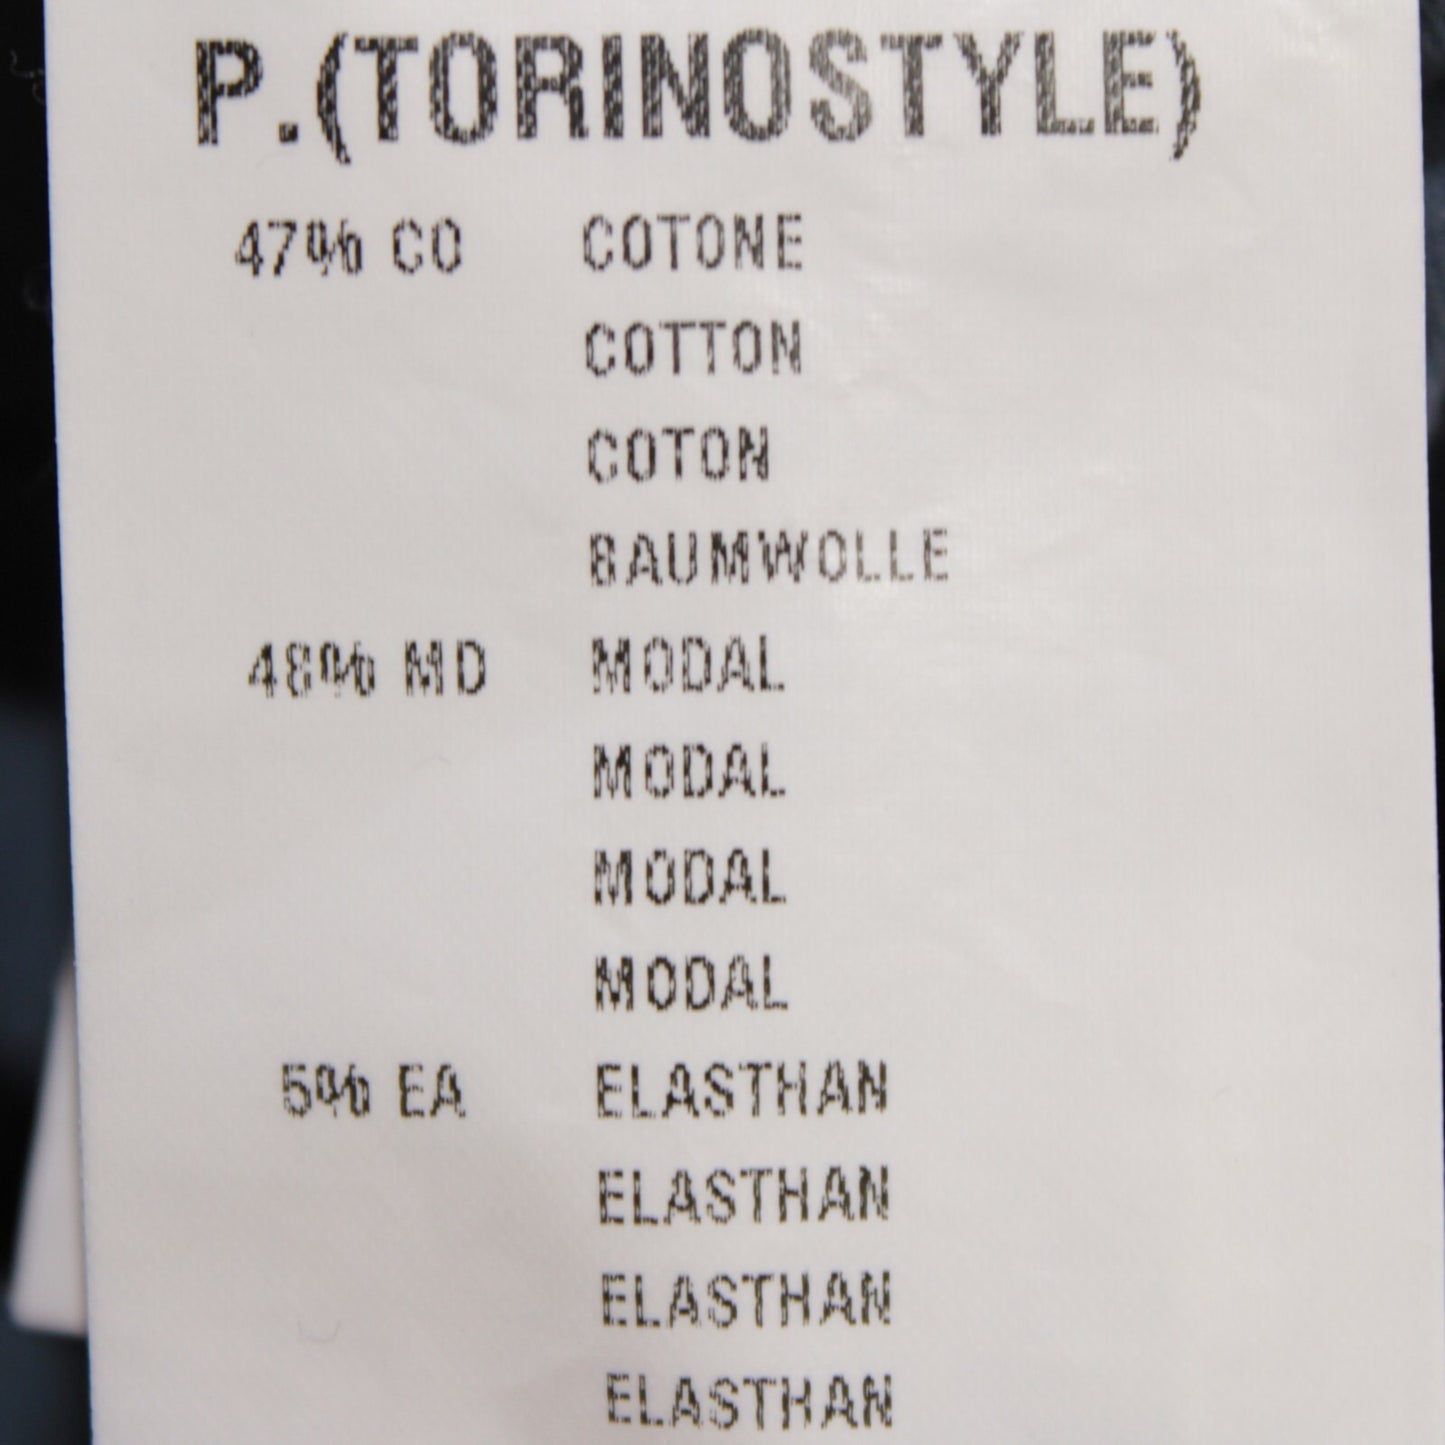 P.(TORINOSTYLE)
47% CO COTONE
COTTON
COTON
BAUMWOLLE
48% MD MODAL
MODAL
MODAL
MODAL
5% EA ELASTHAN
ELASTHAN
ELASTHAN
ELASTHAN